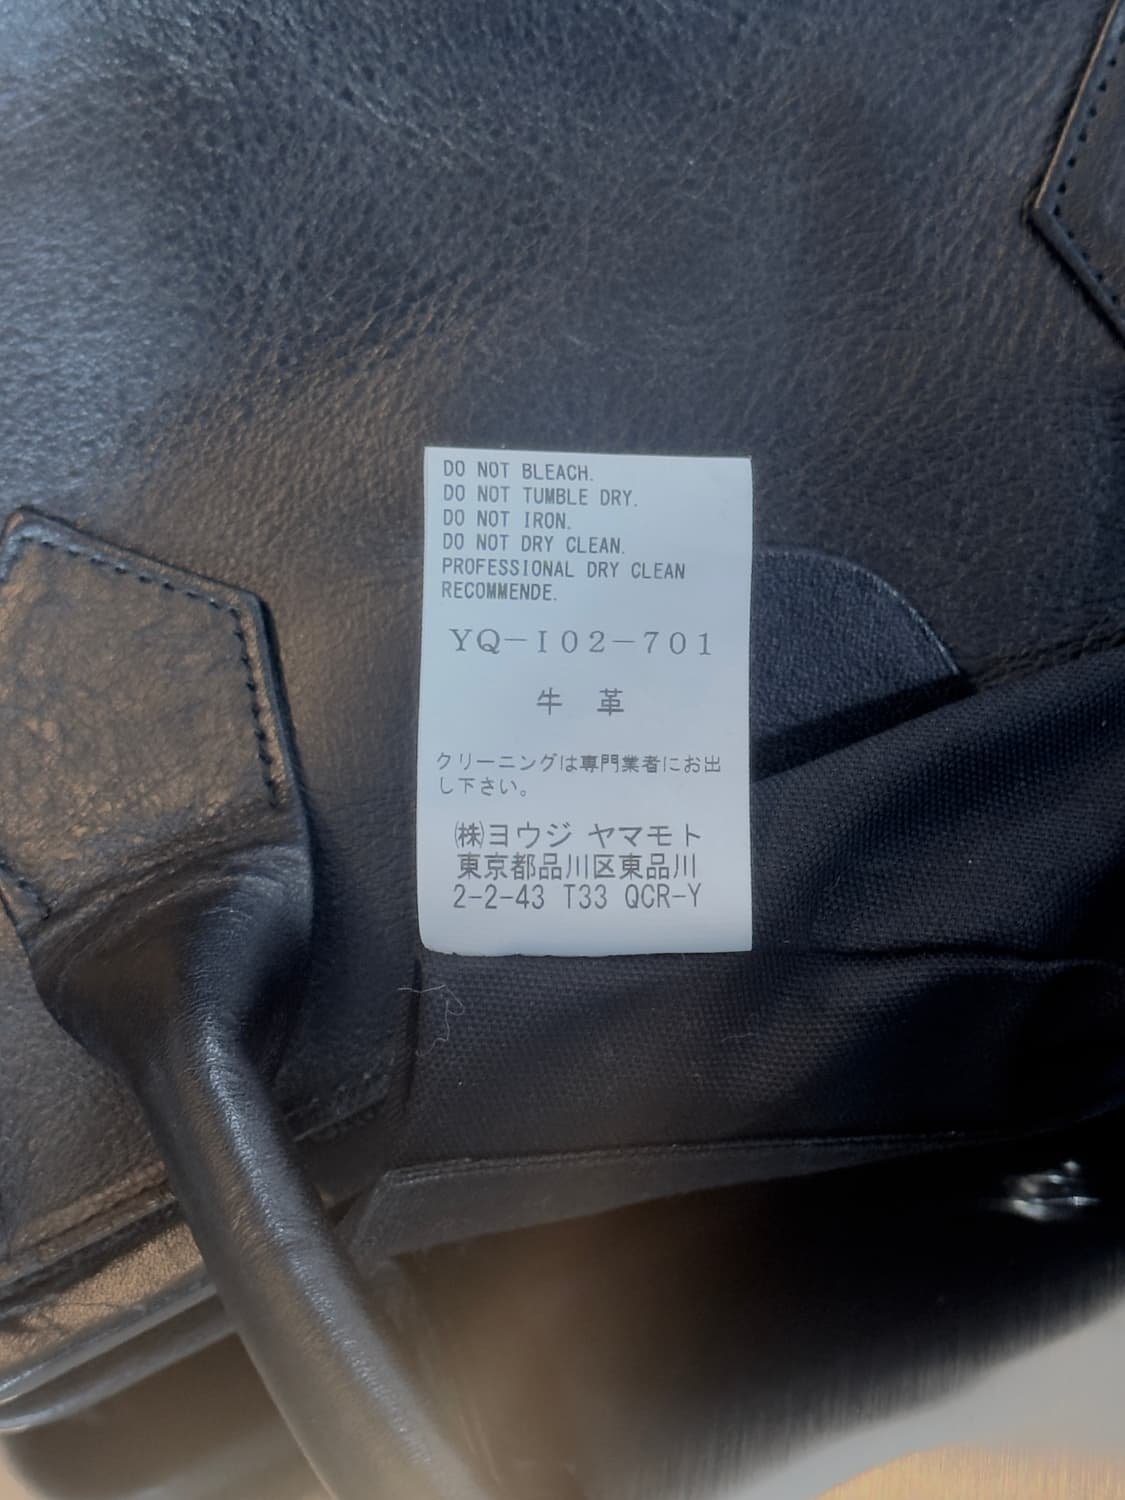 DO NOT BLEACH.
DO NOT TUMBLE DRY.
DO NOT IRON.
DO NOT DRY CLEAN.
PROFESSIONAL DRY CLEAN
RECOMMENDE.
YQ-I02-701
牛 革
クリーニングは専門業者にお出
し下さい。
㈱ヨウジ ヤマモト
東京都品川区東品川
2-2-43 T33 QCR-Y